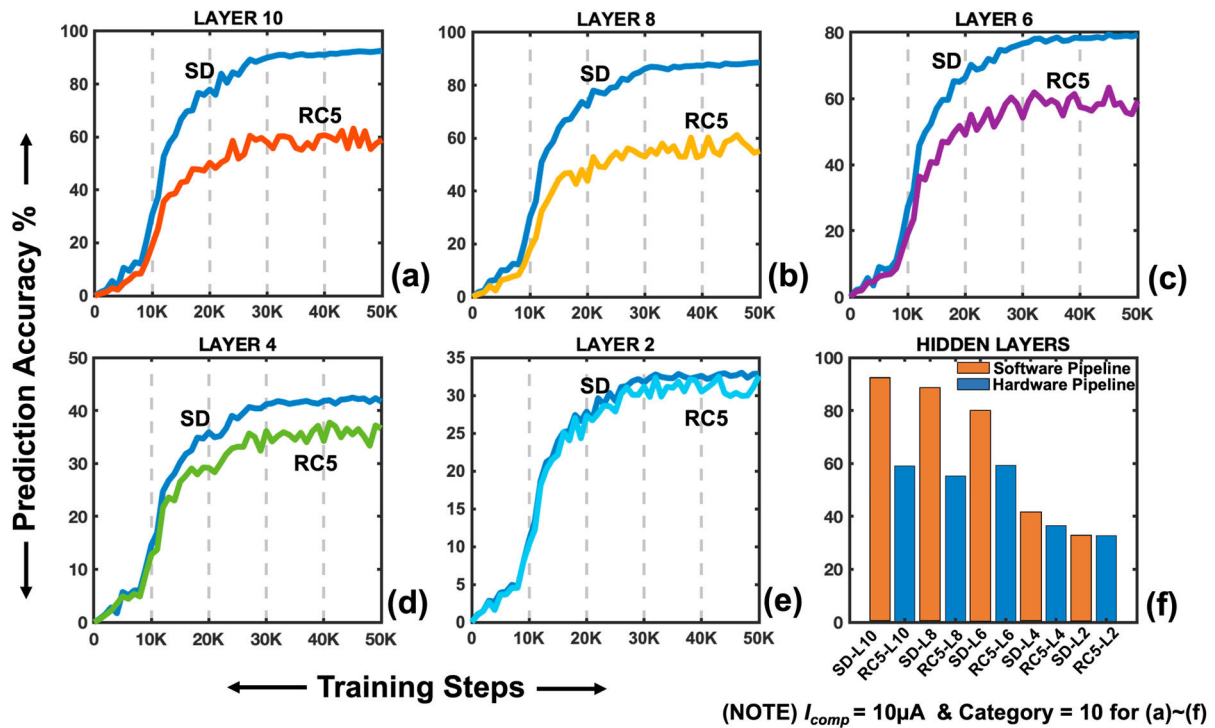 LAYER 10
100
80
60
40
20
0
0
10K
20K
30K
40K
50K
SD
RC5
(a)
LAYER 8
100
80
60
40
20
0
0
10K
20K
30K
40K
50K
SD
RC5
(b)
LAYER 6
80
70
60
50
40
30
20
10
0
0
10K
20K
30K
40K
50K
SD
RC5
(c)
Prediction Accuracy %
LAYER 4
50
40
30
20
10
0
0
10K
20K
30K
40K
50K
SD
RC5
(d)
LAYER 2
35
30
25
20
15
10
5
0
0
10K
20K
30K
40K
50K
SD
RC5
(e)
HIDDEN LAYERS
100
80
60
40
20
0
Software Pipeline
Hardware Pipeline
(f)
SD-L10
RC5-L10
SD-L8
RC5-L8
SD-L6
RC5-L6
SD-L4
RC5-L4
SD-L2
RC5-L2
Training Steps
(NOTE) I_comp = 10µA & Category = 10 for (a)~(f)